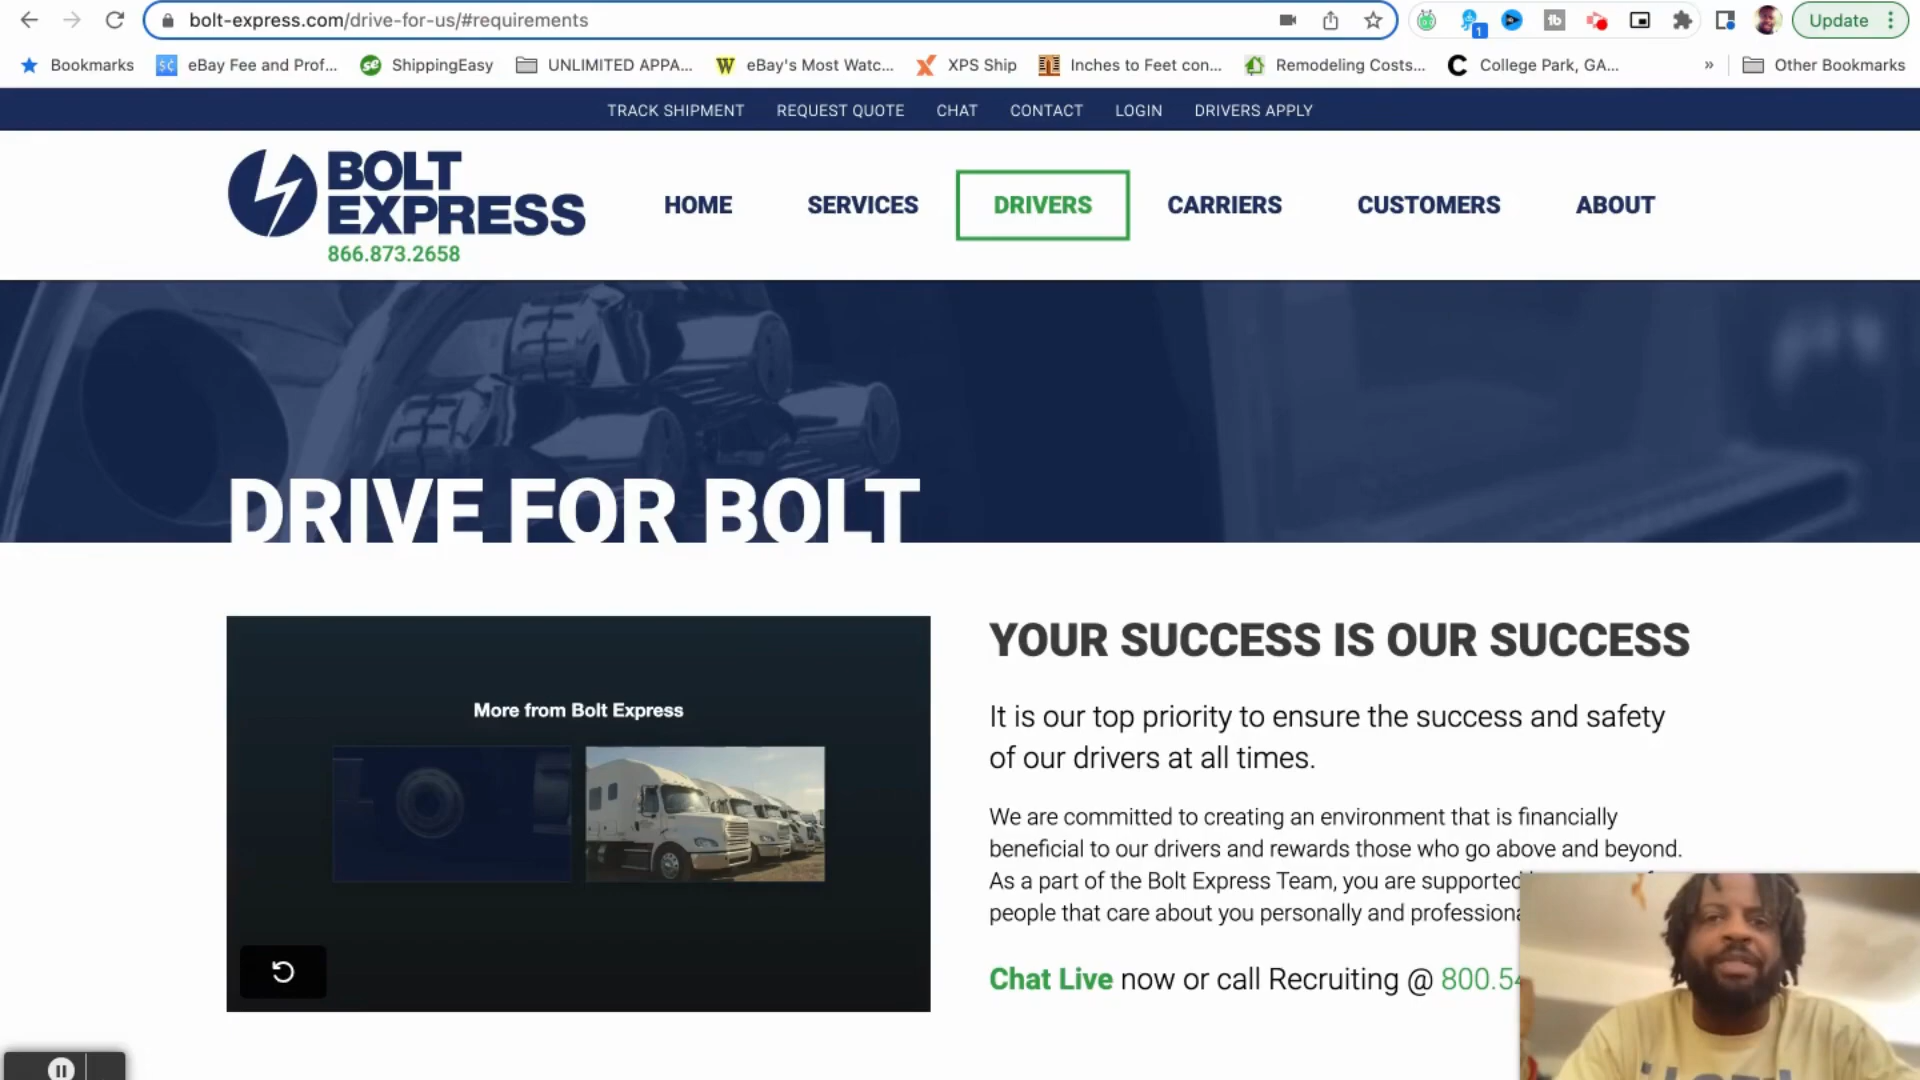 bolt-express.com/drive-for-us/#requirements
Update
1
Bookmarks
eBay Fee and Prof...
ShippingEasy
UNLIMITED APPA...
W
eBay's Most Watc...
XPS Ship
Inches to Feet con...
Remodeling Costs...
College Park, GA...
»
Other Bookmarks
TRACK SHIPMENT
REQUEST QUOTE
CHAT
CONTACT
LOGIN
DRIVERS APPLY
BOLT
EXPRESS
866.873.2658
HOME
SERVICES
DRIVERS
CARRIERS
CUSTOMERS
ABOUT
DRIVE FOR BOLT
More from Bolt Express
YOUR SUCCESS IS OUR SUCCESS
It is our top priority to ensure the success and safety
of our drivers at all times.
We are committed to creating an environment that is financially
beneficial to our drivers and rewards those who go above and beyond.
As a part of the Bolt Express Team, you are supported
people that care about you personally and
Chat Live now or call Recruiting @ 800.54